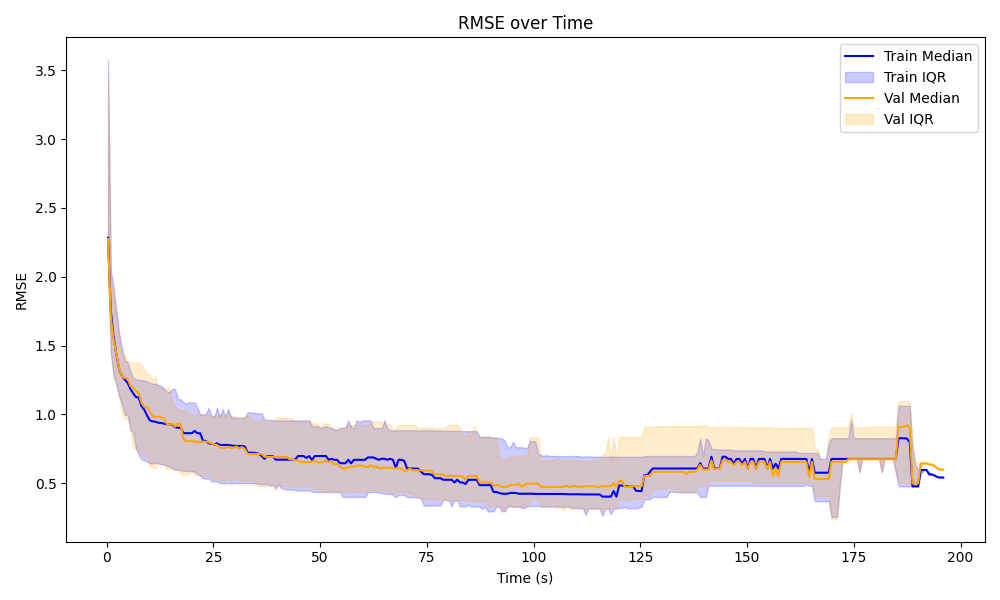 RMSE over Time
Train Median
Train IQR
Val Median
Val IQR
3.5
3.0
2.5
2.0
1.5
1.0
0.5
RMSE
0
25
50
75
100
125
150
175
200
Time (s)